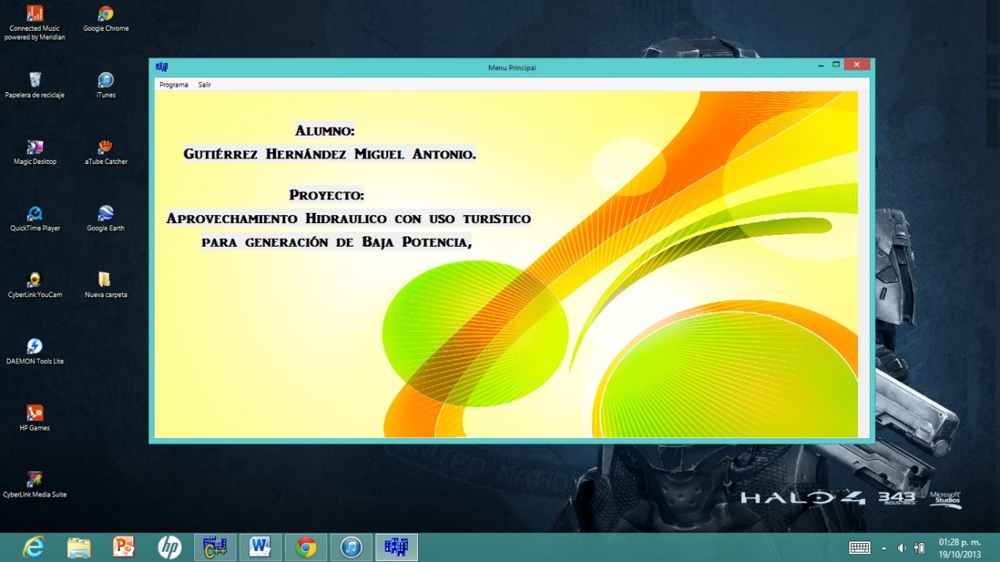 Connected Music
powered by Meridian
Google Chrome
Papelera de reciclaje
iTunes
Magic Desktop
aTube Catcher
QuickTime Player
Google Earth
CyberLink YouCam
Nueva carpeta
DAEMON Tools Lite
HP Games
CyberLink Media Suite
Menu Principal
Programa Salir
Alumno:
Gutiérrez Hernández Miguel Antonio.
Proyecto:
Aprovechamiento Hidraulico con uso turistico
para generación de Baja Potencia,
HALO 4 343 INDUSTRIES Microsoft Studios
01:28 p. m.
19/10/2013